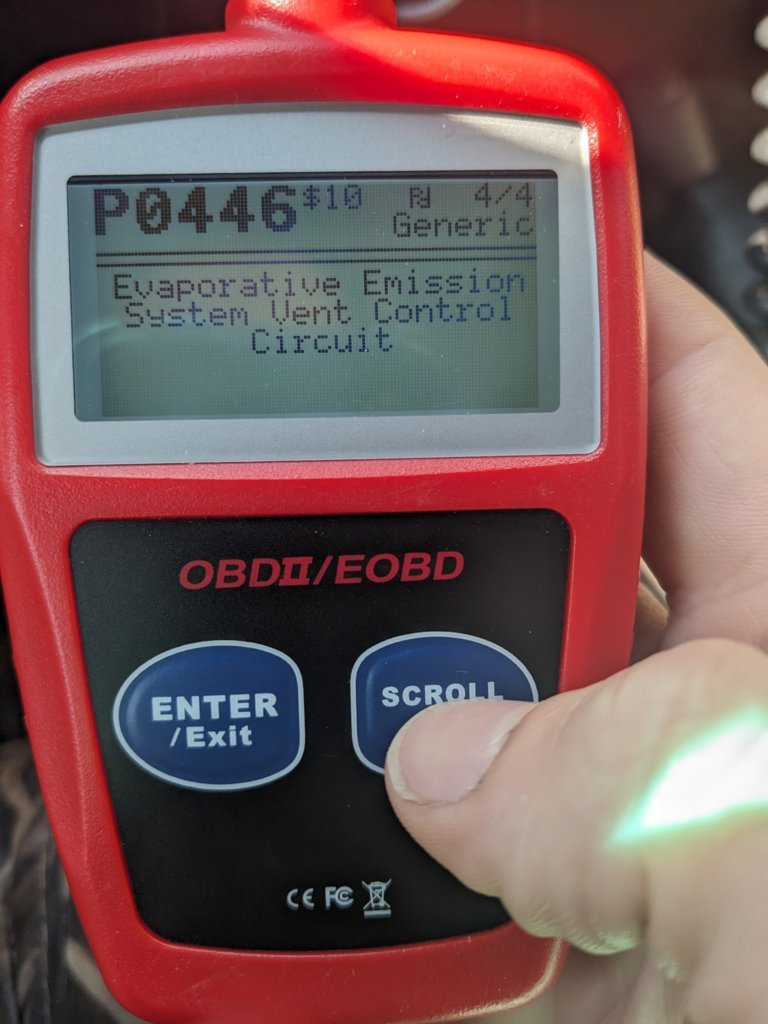 P0446 $10 4/4
Generic
Evaporative Emission
System Vent Control
Circuit
OBDII/EOBD
ENTER
/Exit
SCROLL
CE FC